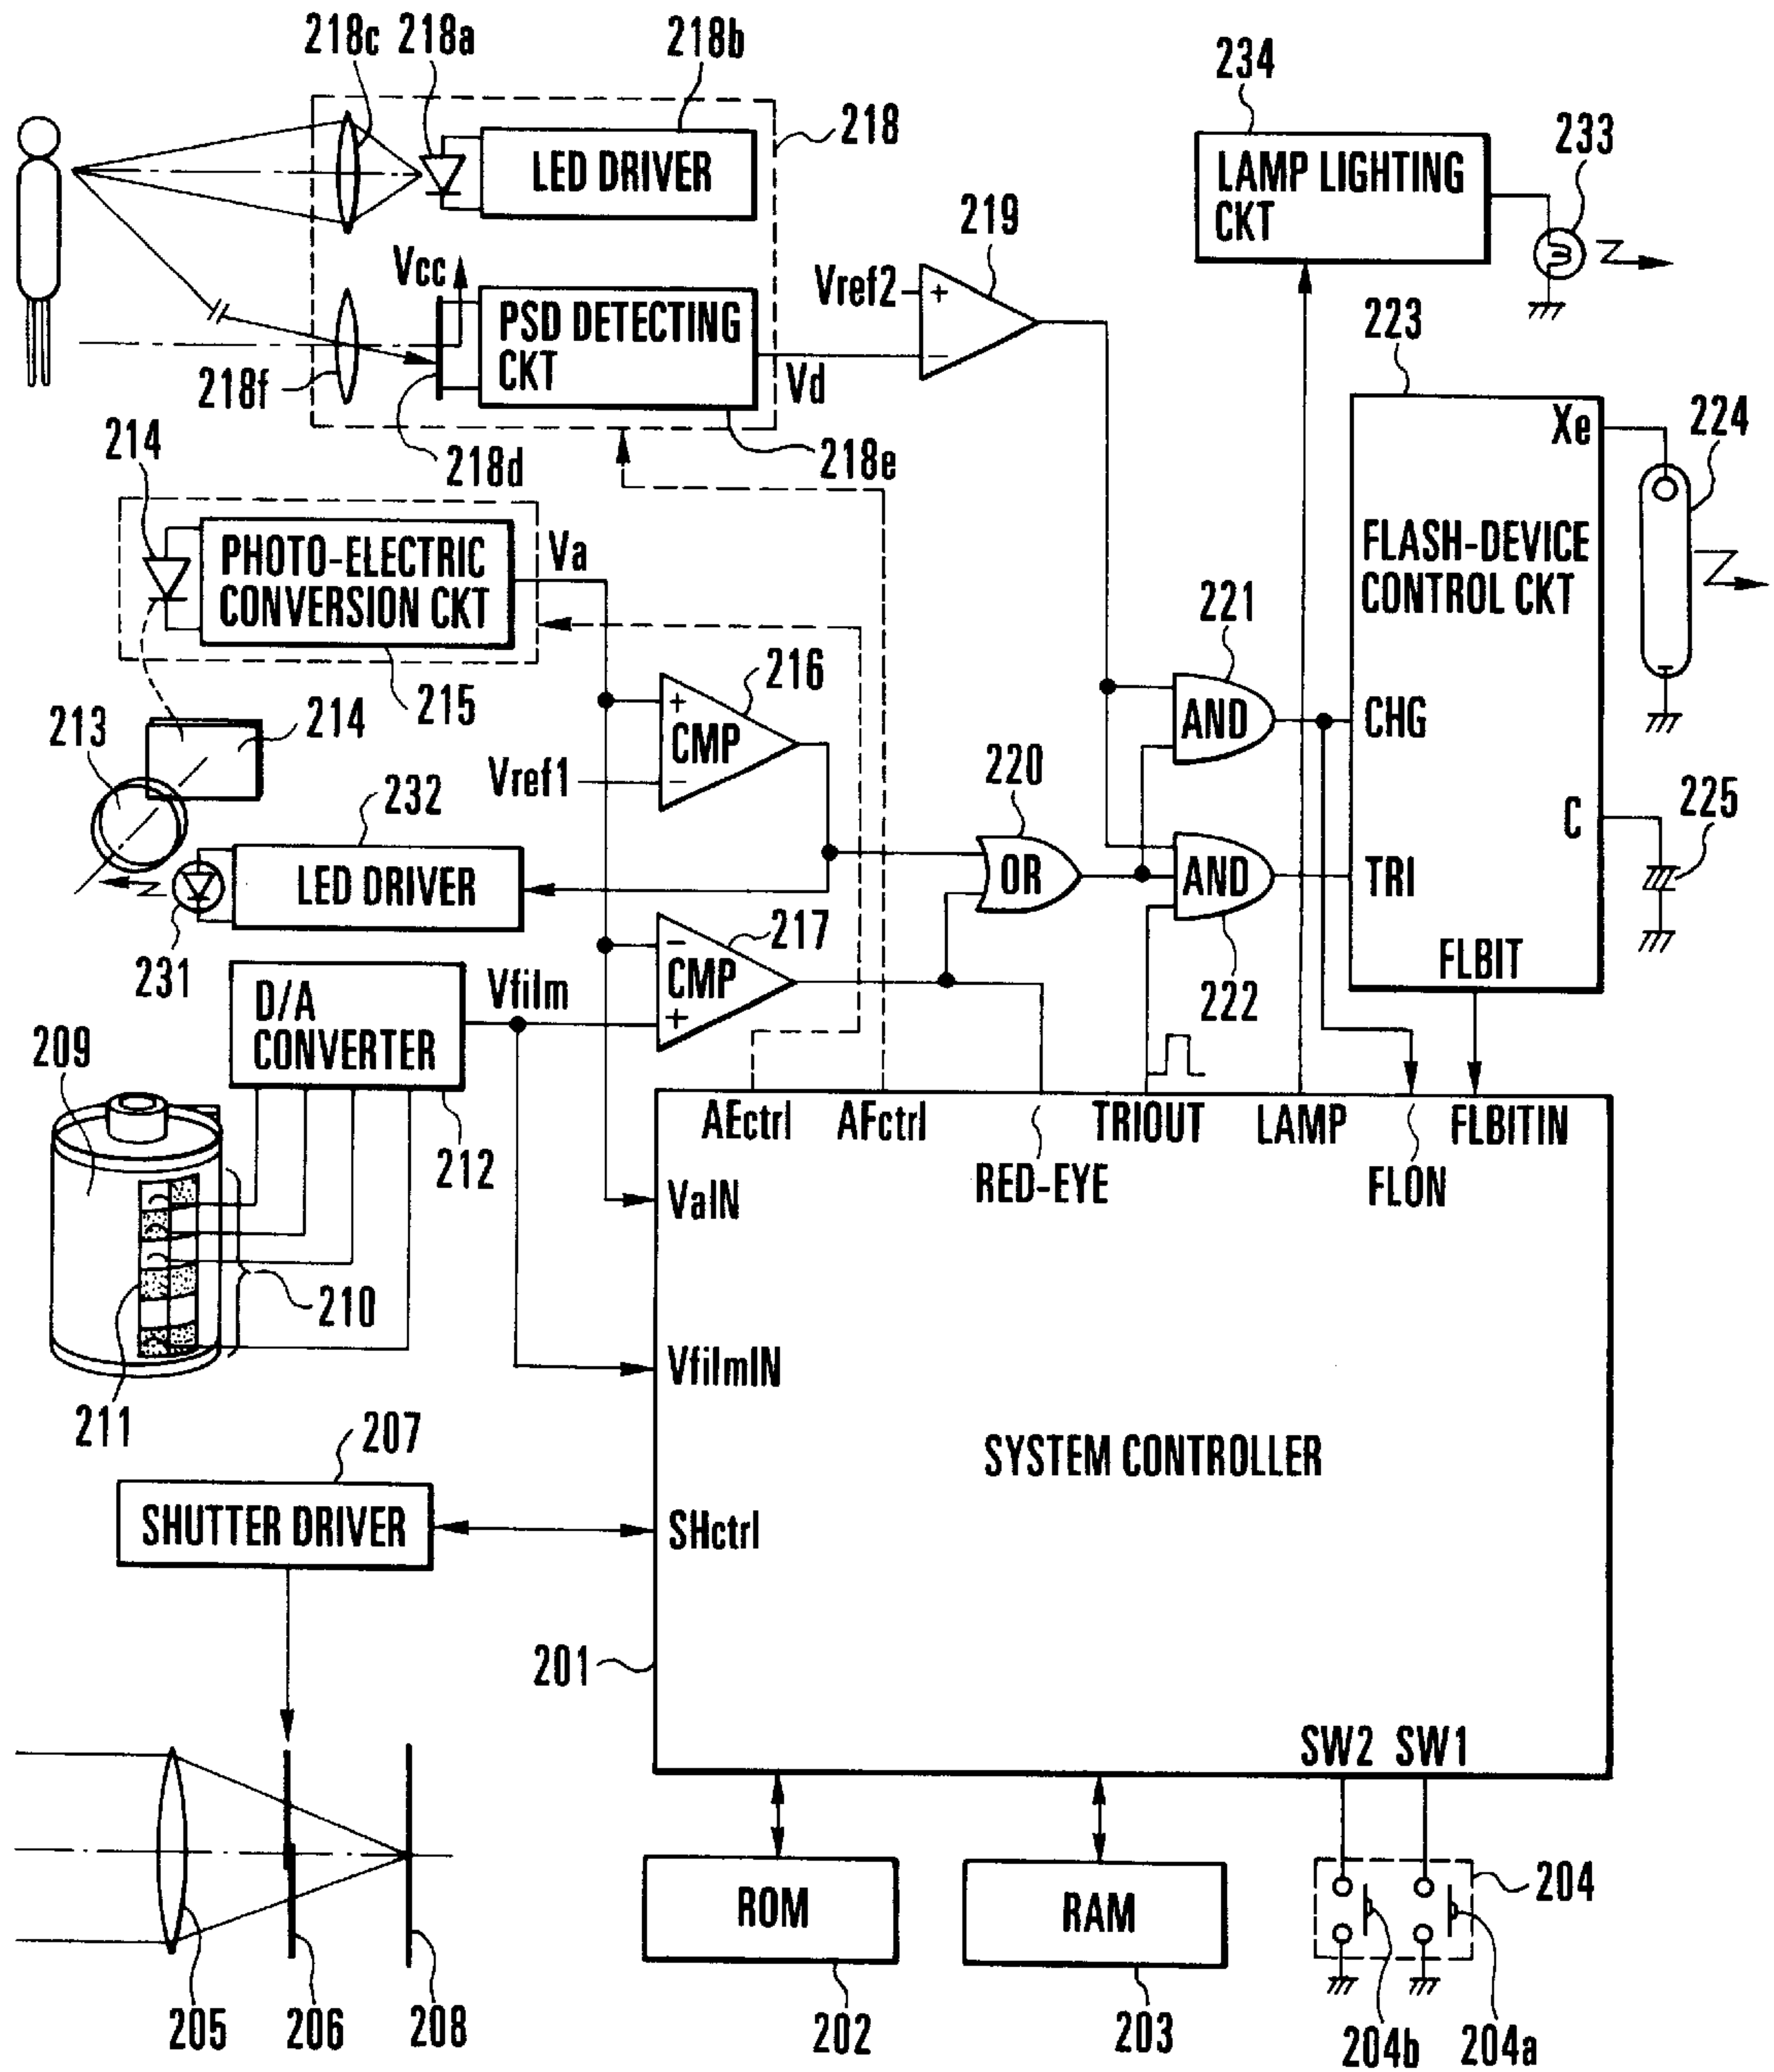 218c 218a 218b
234
218
233
LED DRIVER
LAMP LIGHTING
CKT
219
Vcc
Vref2
+
−
223
PSD DETECTING
CKT
218f
Vd
Xe
224
214
218d
218e
PHOTO-ELECTRIC
CONVERSION CKT
Va
FLASH-DEVICE
CONTROL CKT
221
216
215
+
CMP
−
AND
CHG
213
214
Vref1
220
232
225
C
LED DRIVER
OR
AND
TRI
217
231
−
CMP
+
FLBIT
D/A
CONVERTER
Vfilm
222
209
AEctrl AFctrl TRIOUT LAMP FLBITIN
212
RED-EYE FLON
VaIN
210
VfilmIN
211
207
SYSTEM CONTROLLER
SHUTTER DRIVER
SHctrl
201
SW2 SW1
204
ROM
RAM
205 206 208
202 203
204b 204a